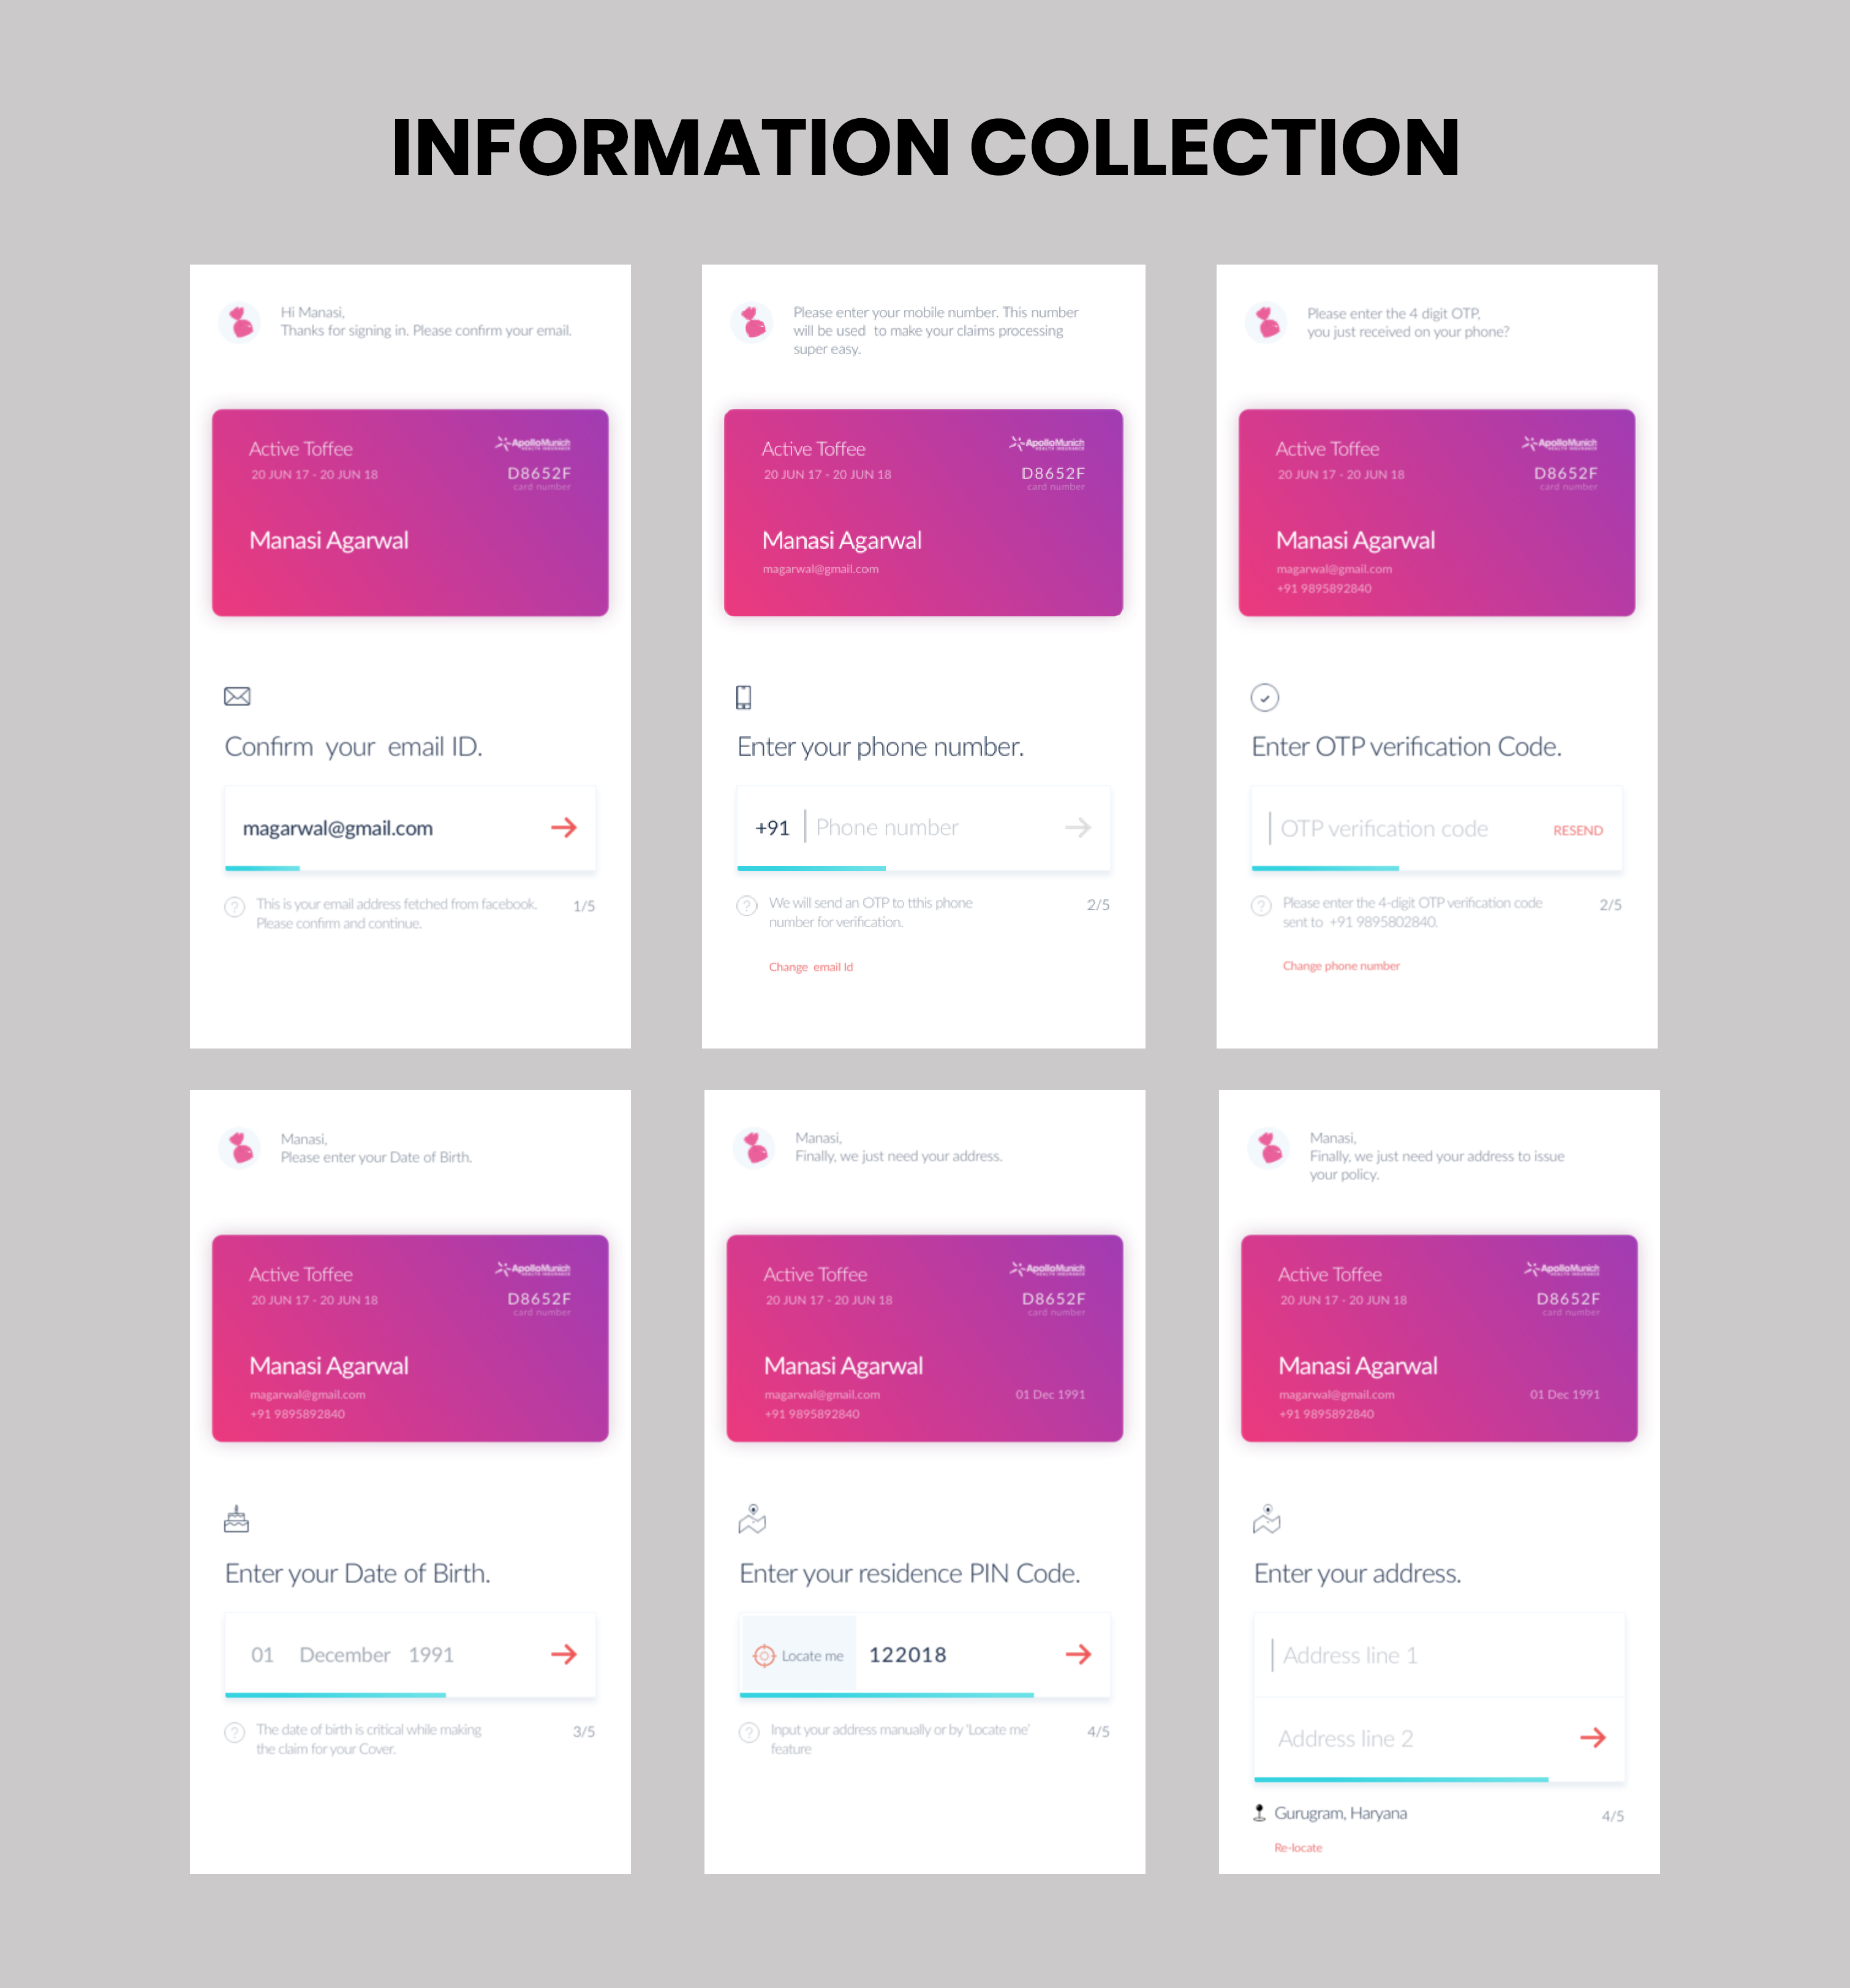 INFORMATION COLLECTION
Hi Manasi,
Thanks for signing in. Please confirm your email.
Active Toffee
ApolloMunich
HEALTH INSURANCE
20 JUN 17 - 20 JUN 18
D8652F
card number
Manasi Agarwal
Confirm your email ID.
magarwal@gmail.com
This is your email address fetched from facebook.
Please confirm and continue.
1/5
Please enter your mobile number. This number
will be used to make your claims processing
super easy.
Active Toffee
ApolloMunich
HEALTH INSURANCE
20 JUN 17 - 20 JUN 18
D8652F
card number
Manasi Agarwal
magarwal@gmail.com
Enter your phone number.
+91 Phone number
We will send an OTP to tthis phone
number for verification.
2/5
Change email Id
Please enter the 4 digit OTP,
you just received on your phone?
Active Toffee
ApolloMunich
HEALTH INSURANCE
20 JUN 17 - 20 JUN 18
D8652F
card number
Manasi Agarwal
magarwal@gmail.com
+91 9895892840
Enter OTP verification Code.
OTP verification code RESEND
Please enter the 4-digit OTP verification code
sent to +91 9895802840.
2/5
Change phone number
Manasi,
Please enter your Date of Birth.
Active Toffee
ApolloMunich
HEALTH INSURANCE
20 JUN 17 - 20 JUN 18
D8652F
card number
Manasi Agarwal
magarwal@gmail.com
+91 9895892840
Enter your Date of Birth.
01 December 1991
The date of birth is critical while making
the claim for your Cover.
3/5
Manasi,
Finally, we just need your address.
Active Toffee
ApolloMunich
HEALTH INSURANCE
20 JUN 17 - 20 JUN 18
D8652F
card number
Manasi Agarwal
magarwal@gmail.com
01 Dec 1991
+91 9895892840
Enter your residence PIN Code.
Locate me 122018
Input your address manually or by 'Locate me'
feature
4/5
Manasi,
Finally, we just need your address to issue
your policy.
Active Toffee
ApolloMunich
HEALTH INSURANCE
20 JUN 17 - 20 JUN 18
D8652F
card number
Manasi Agarwal
magarwal@gmail.com
01 Dec 1991
+91 9895892840
Enter your address.
Address line 1
Address line 2
Gurugram, Haryana
4/5
Re-locate